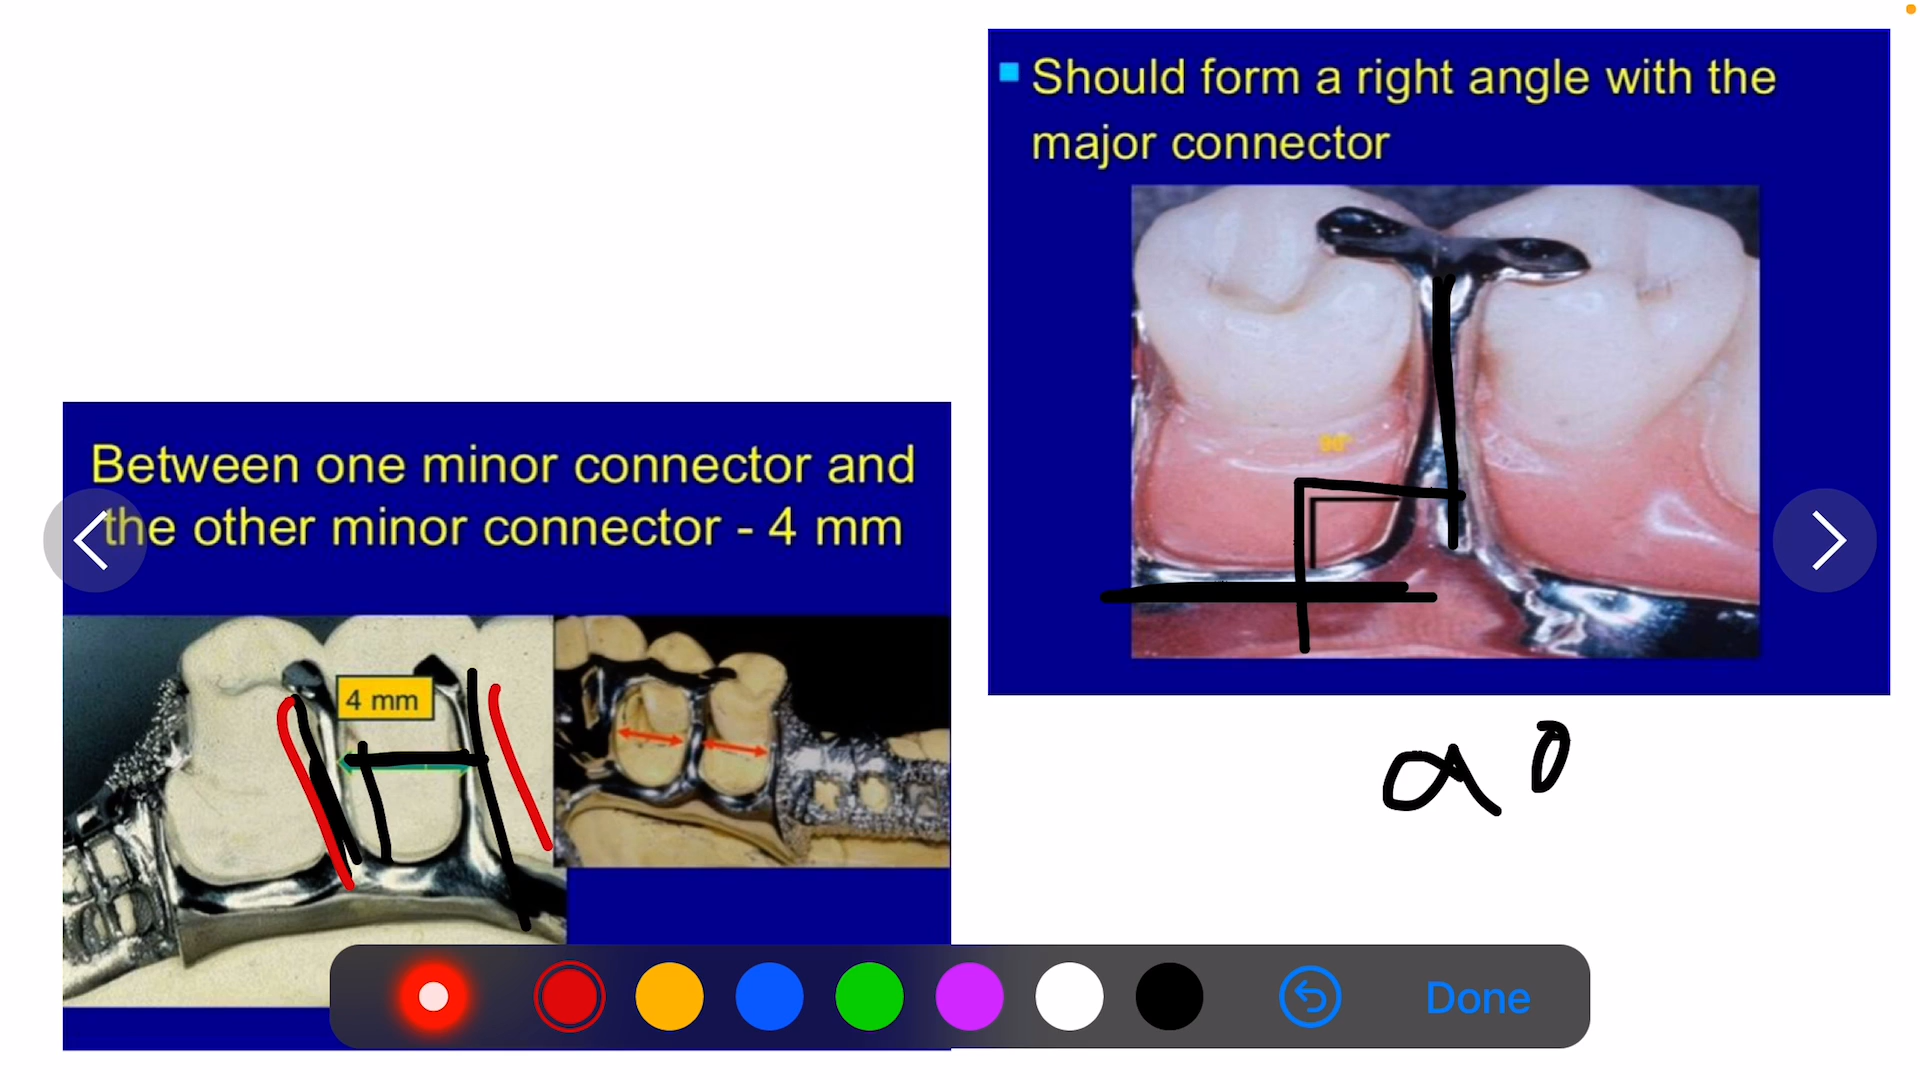 Should form a right angle with the
major connector
90°
Between one minor connector and
the other minor connector - 4 mm
4 mm
Done